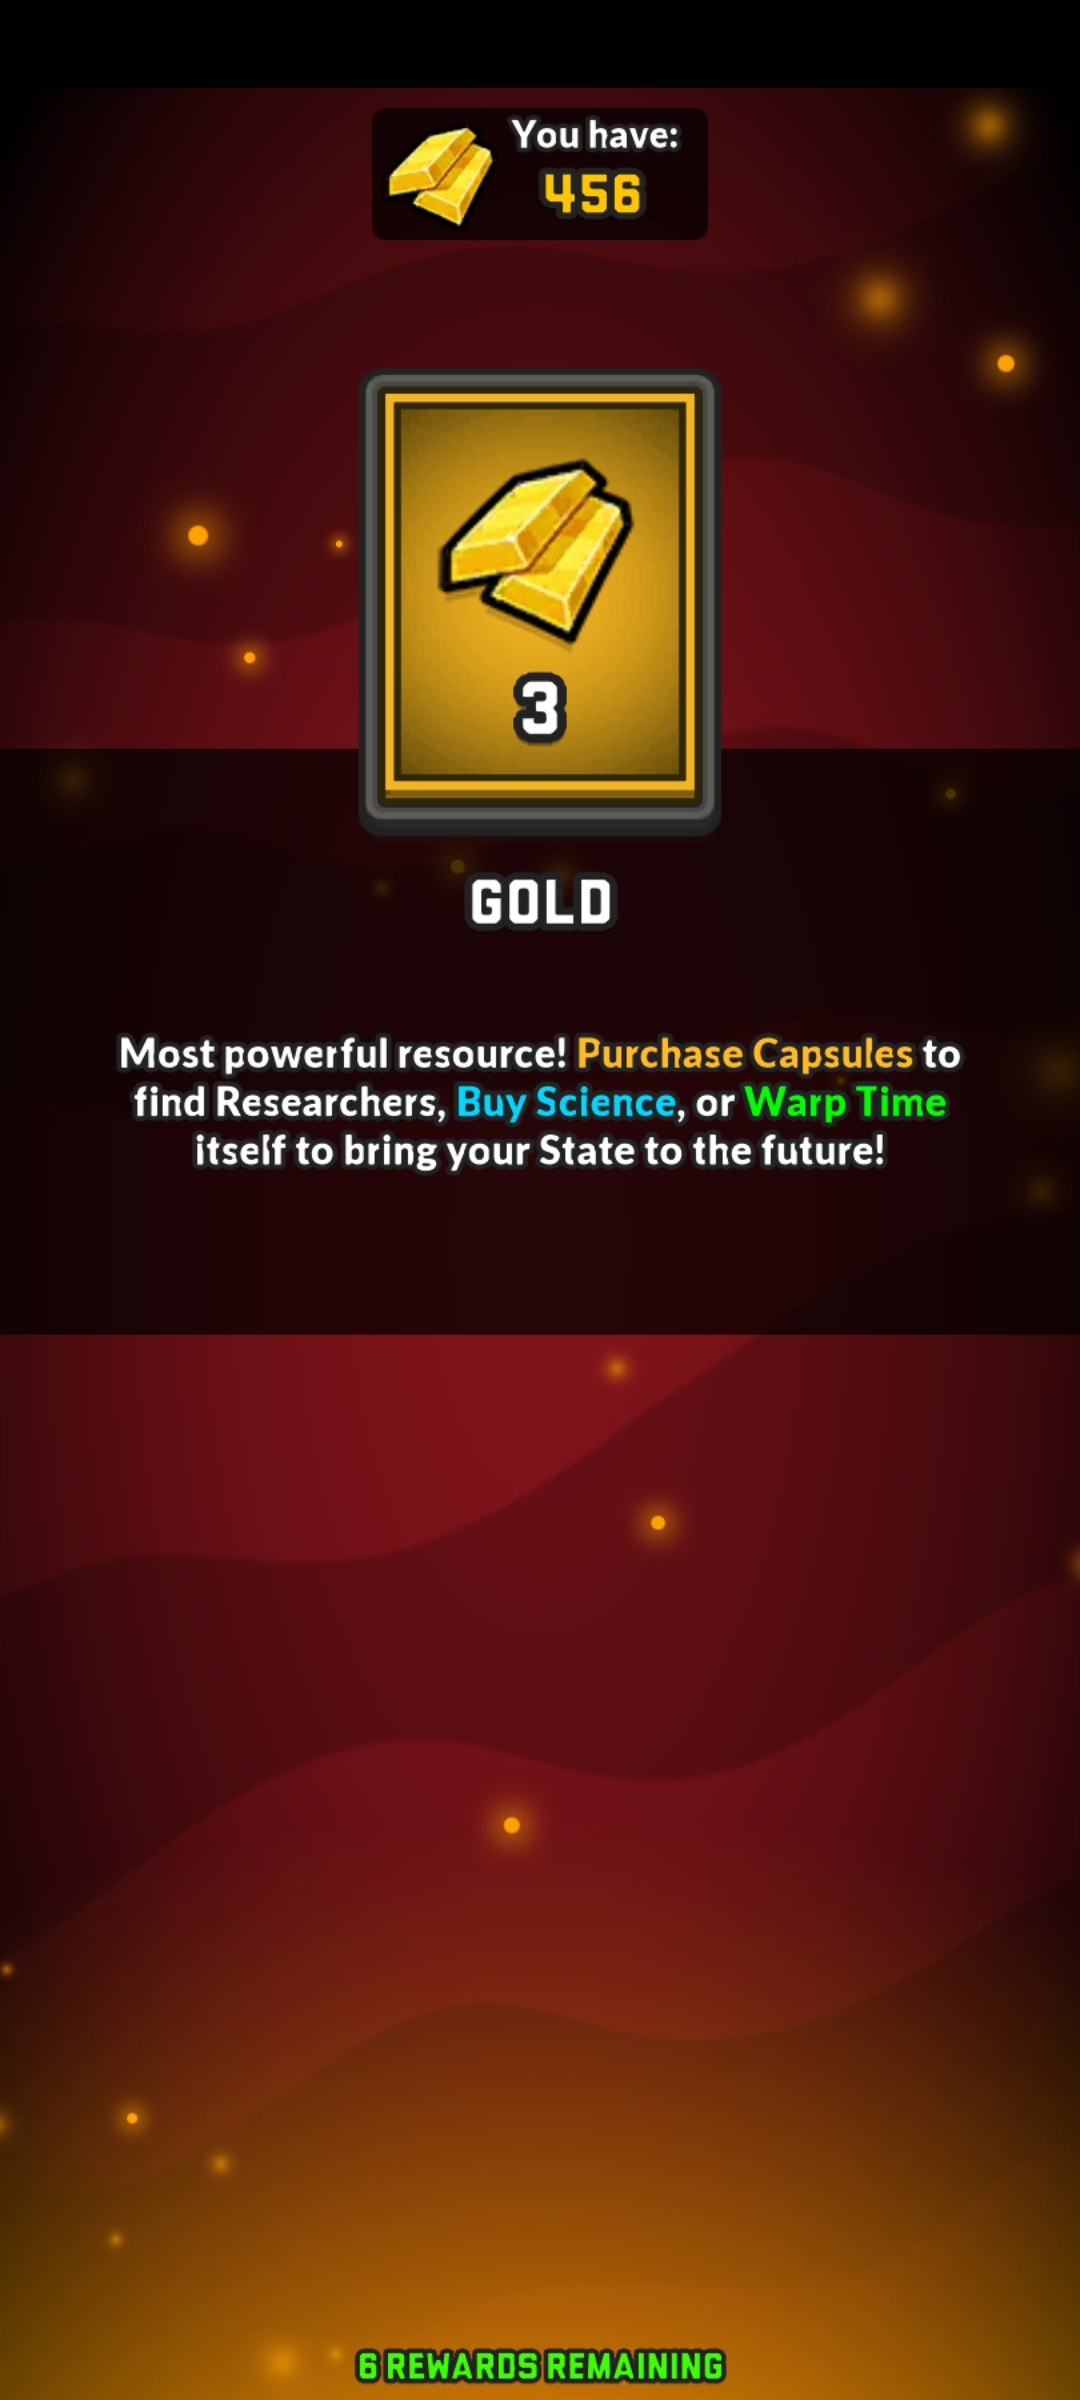 You have:
456
3
GOLD
Most powerful resource! Purchase Capsules to
find Researchers, Buy Science, or Warp Time
itself to bring your State to the future!
6 REWARDS REMAINING